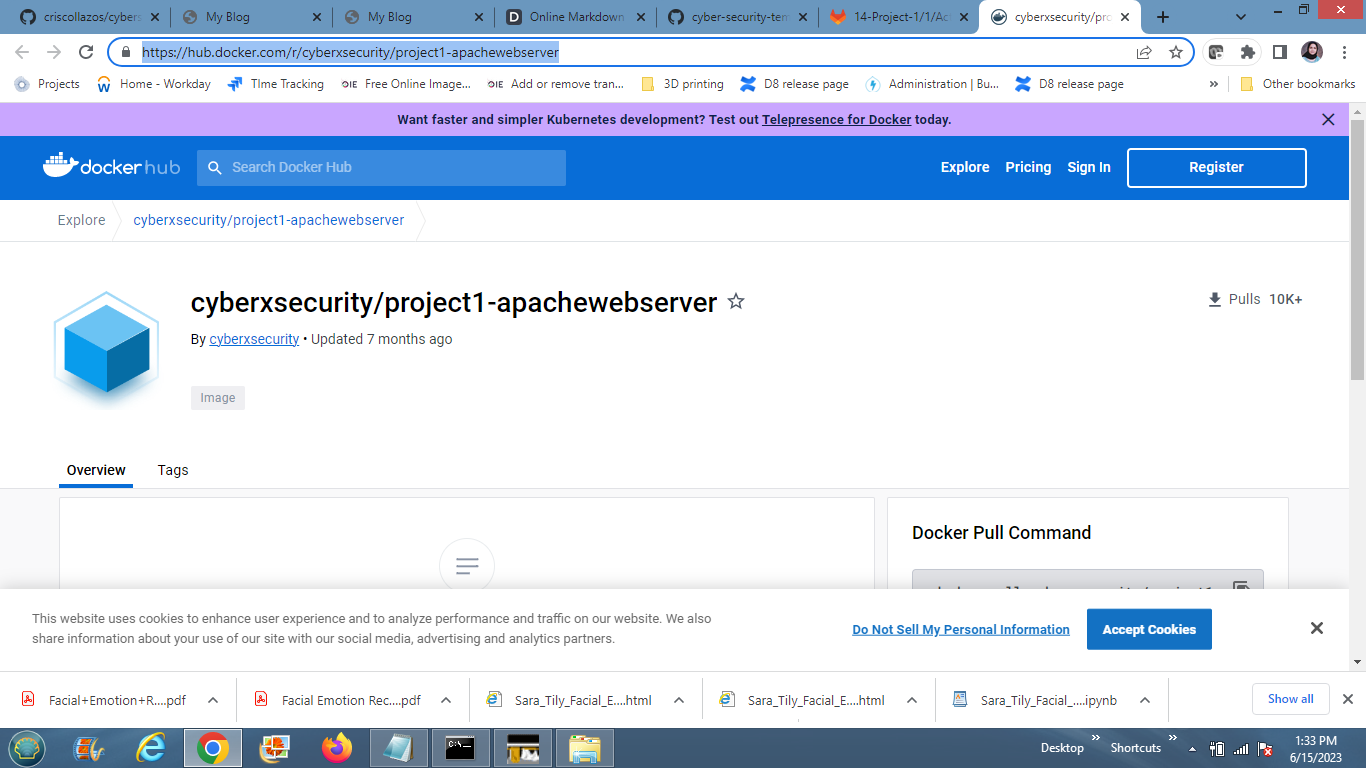 criscollazos/cybers
My Blog
My Blog
Online Markdown
cyber-security-tem
14-Project-1/1/Ac
cyberxsecurity/pro
https://hub.docker.com/r/cyberxsecurity/project1-apachewebserver
Projects
Home - Workday
TIme Tracking
Free Online Image...
Add or remove tran...
3D printing
D8 release page
Administration | Bu...
D8 release page
Other bookmarks
Want faster and simpler Kubernetes development? Test out Telepresence for Docker today.
docker hub
Search Docker Hub
Explore
Pricing
Sign In
Register
Explore
cyberxsecurity/project1-apachewebserver
cyberxsecurity/project1-apachewebserver
Pulls 10K+
By cyberxsecurity • Updated 7 months ago
Image
Overview
Tags
Docker Pull Command
This website uses cookies to enhance user experience and to analyze performance and traffic on our website. We also
share information about your use of our site with our social media, advertising and analytics partners.
Do Not Sell My Personal Information
Accept Cookies
Facial+Emotion+R....pdf
Facial Emotion Rec....pdf
Sara_Tily_Facial_E....html
Sara_Tily_Facial_E....html
Sara_Tily_Facial_....ipynb
Show all
Desktop
Shortcuts
1:33 PM
6/15/2023